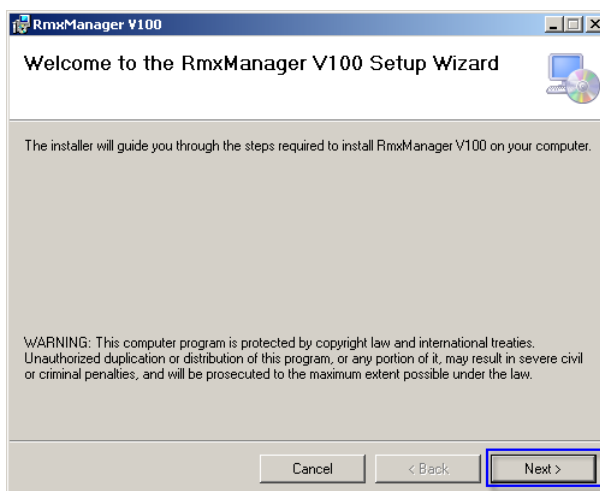 RmxManager V100
Welcome to the RmxManager V100 Setup Wizard
The installer will guide you through the steps required to install RmxManager V100 on your computer.
WARNING: This computer program is protected by copyright law and international treaties.
Unauthorized duplication or distribution of this program, or any portion of it, may result in severe civil
or criminal penalties, and will be prosecuted to the maximum extent possible under the law.
Cancel
< Back
Next >